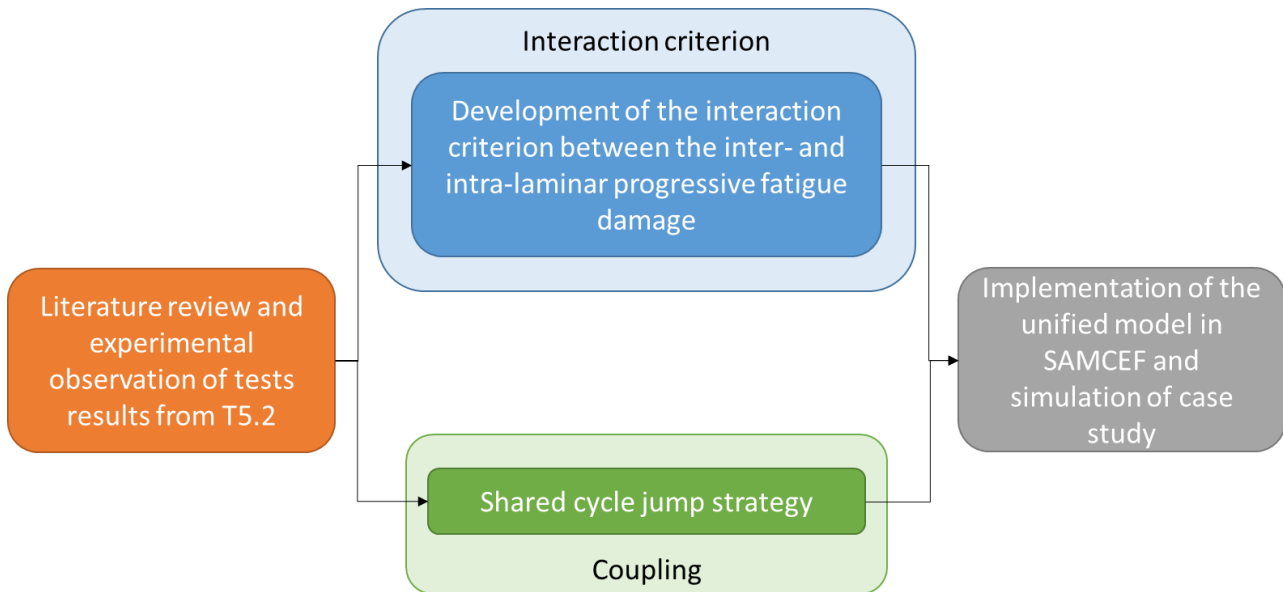 Interaction criterion
Development of the interaction
criterion between the inter- and
intra-laminar progressive fatigue
damage
Literature review and
experimental
observation of tests
results from T5.2
Implementation of the
unified model in
SAMCEF and
simulation of case
study
Shared cycle jump strategy
Coupling